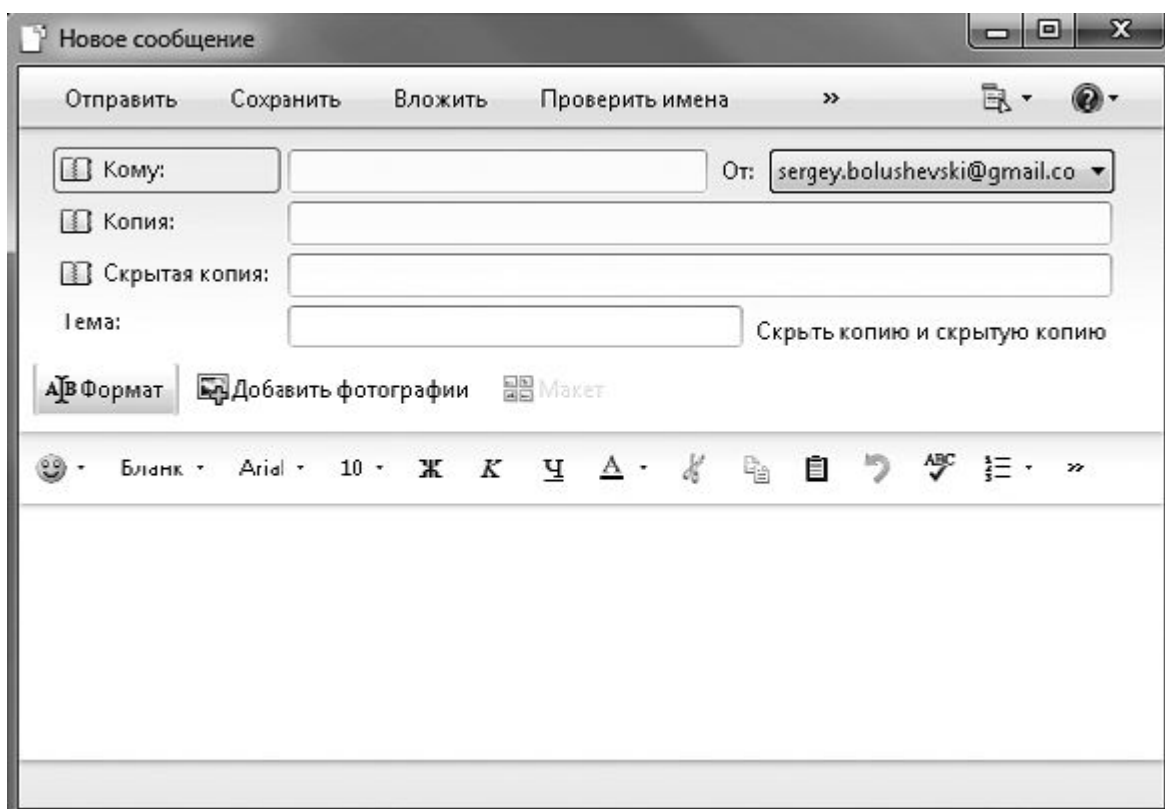 Новое сообщение
Отправить Сохранить Вложить Проверить имена »
Кому: От: sergey.bolushevski@gmail.co
Копия:
Скрытая копия:
Тема: Скрыть копию и скрытую копию
Формат Добавить фотографии Макет
Бланк Arial 10 Ж К Ч А ABC »